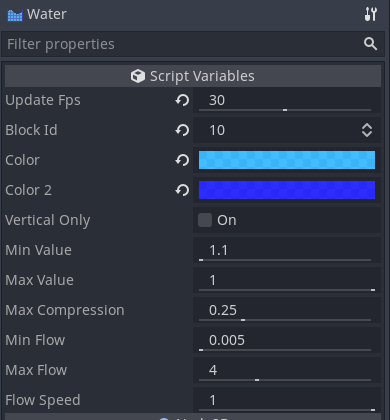 Water
Filter properties
Script Variables
Update Fps 30
Block Id 10
Color
Color 2
Vertical Only On
Min Value 1.1
Max Value 1
Max Compression 0.25
Min Flow 0.005
Max Flow 4
Flow Speed 1